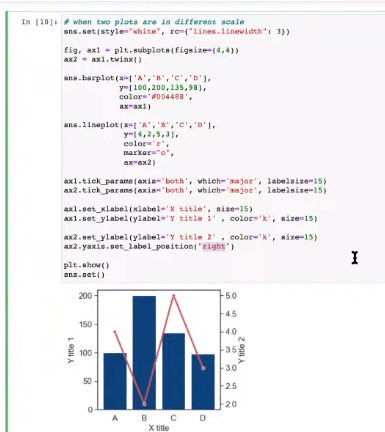 In [10]: # when two plots are in different scale
sns.set(style="white", rc={"lines.linewidth": 3})
fig, ax1 = plt.subplots(figsize=(4,4))
ax2 = ax1.twinx()
sns.barplot(x=['A','B','C','D'],
y=[100,200,135,98],
color='#004488',
ax=ax1)
sns.lineplot(x=['A','B','C','D'],
y=[4,2,5,3],
color='r',
marker="o",
ax=ax2)
ax1.tick_params(axis='both', which='major', labelsize=15)
ax2.tick_params(axis='both', which='major', labelsize=15)
ax1.set_xlabel(xlabel='X title', size=15)
ax1.set_ylabel(ylabel='Y title 1' , color='k', size=15)
ax2.set_ylabel(ylabel='Y title 2' , color='k', size=15)
ax2.yaxis.set_label_position("right")
plt.show()
sns.set()
200
150
100
50
0
Y title 1
5.0
4.5
4.0
3.5
3.0
2.5
2.0
Y title 2
A B C D
X title